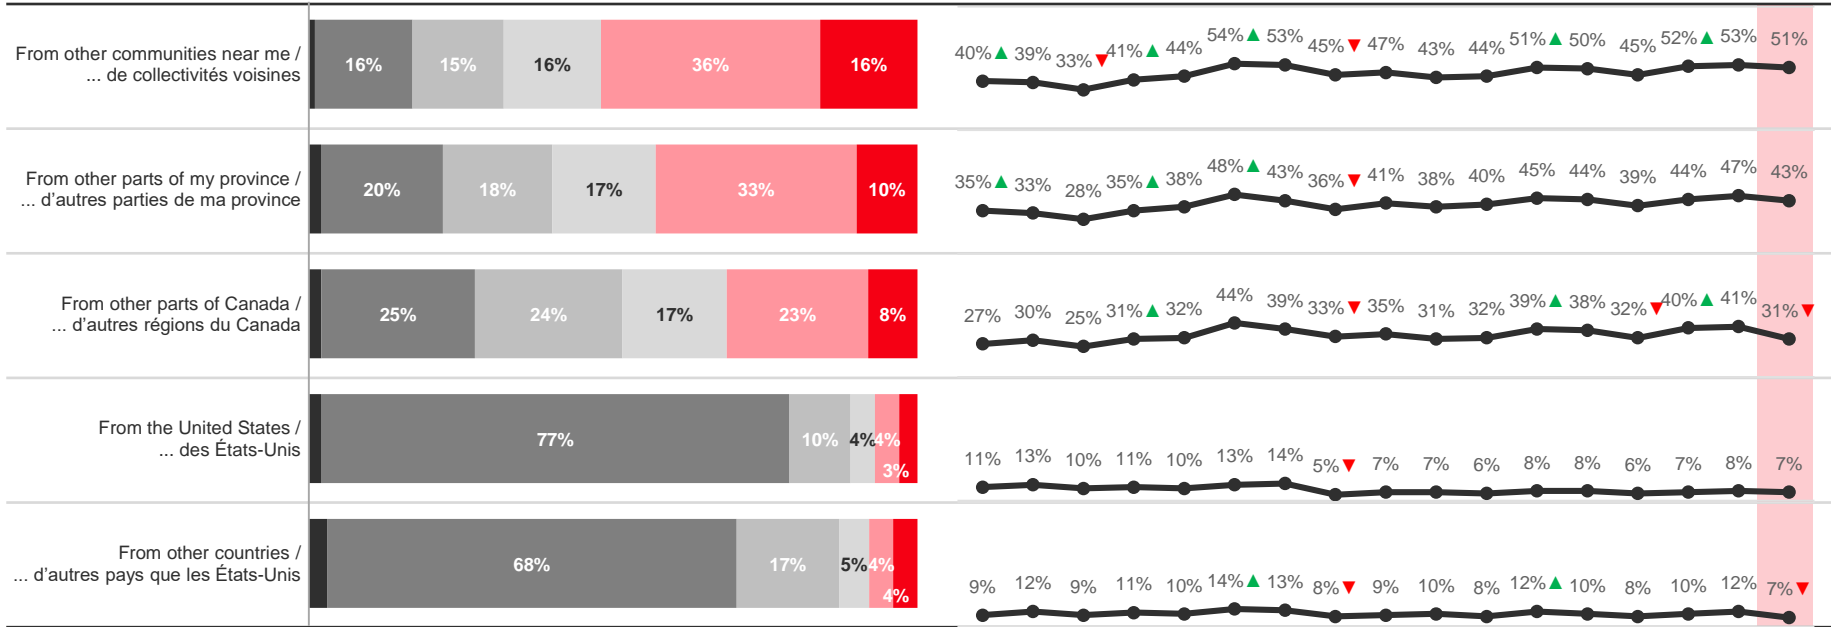 From other communities near me /
... de collectivités voisines
16% 15% 16% 36% 16%
40% ▲ 39% 33% ▼ 41% ▲ 44% 54% ▲ 53% 45% ▼ 47% 43% 44% 51% ▲ 50% 45% 52% ▲ 53% 51%
From other parts of my province /
... d'autres parties de ma province
20% 18% 17% 33% 10%
35% ▲ 33% 28% 35% ▲ 38% 48% ▲ 43% 36% ▼ 41% 38% 40% 45% 44% 39% 44% 47% 43%
From other parts of Canada /
... d'autres régions du Canada
25% 24% 17% 23% 8%
27% 30% 25% 31% ▲ 32% 44% 39% 33% ▼ 35% 31% 32% 39% ▲ 38% 32% ▼ 40% ▲ 41% 31% ▼
From the United States /
... des États-Unis
77% 10% 4% 4% 3%
11% 13% 10% 11% 10% 13% 14% 5% ▼ 7% 7% 6% 8% 8% 6% 7% 8% 7%
From other countries /
... d'autres pays que les États-Unis
68% 17% 5% 4% 4%
9% 12% 9% 11% 10% 14% ▲ 13% 8% ▼ 9% 10% 8% 12% ▲ 10% 8% 10% 12% 7% ▼